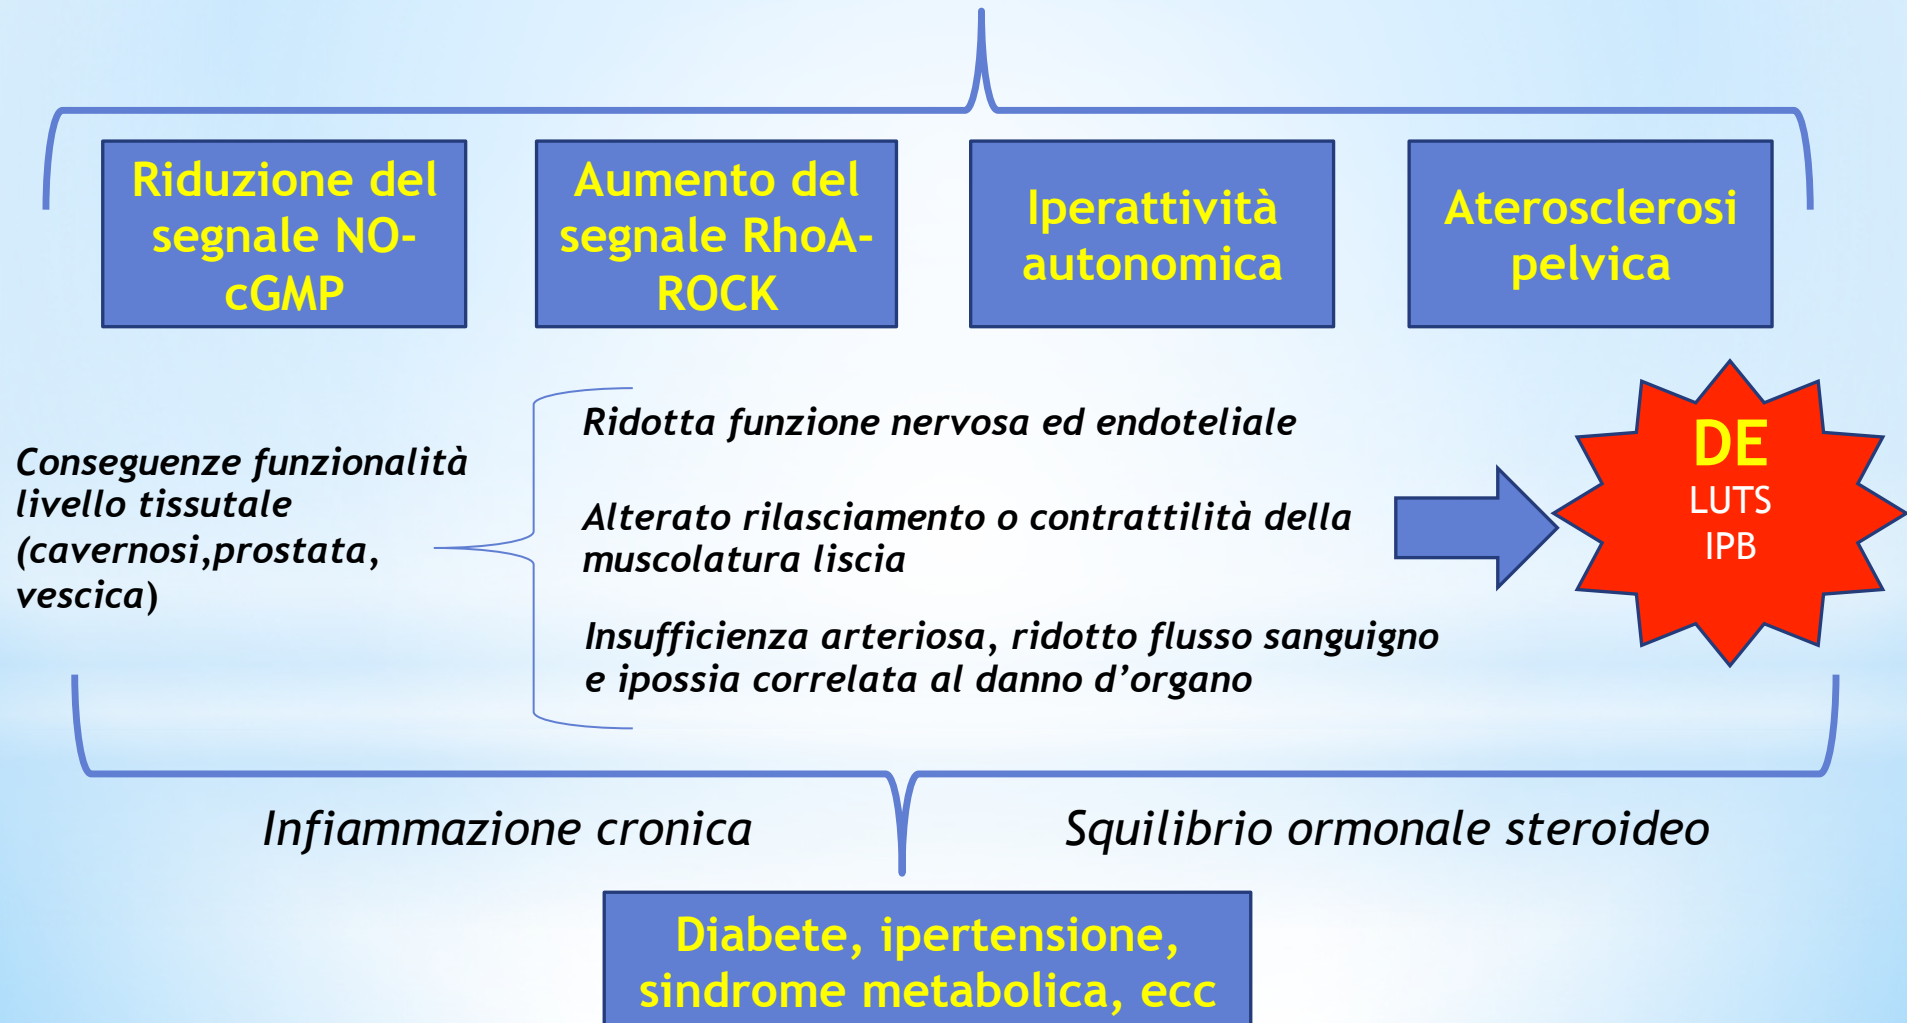 Riduzione del
segnale NO-
cGMP
Aumento del
segnale RhoA-
ROCK
Iperattività
autonomica
Aterosclerosi
pelvica
Conseguenze funzionalità
livello tissutale
(cavernosi,prostata,
vescica)
Ridotta funzione nervosa ed endoteliale
Alterato rilasciamento o contrattilità della
muscolatura liscia
Insufficienza arteriosa, ridotto flusso sanguigno
e ipossia correlata al danno d’organo
DE
LUTS
IPB
Infiammazione cronica
Squilibrio ormonale steroideo
Diabete, ipertensione,
sindrome metabolica, ecc